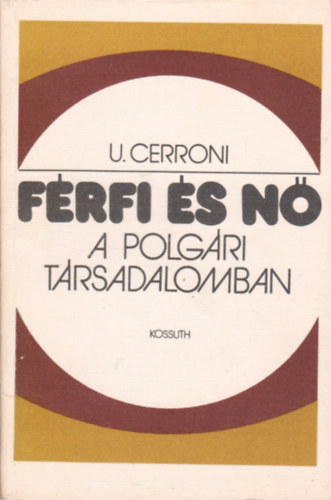 U. CERRONI
FÉRFI ÉS NŐ
A POLGÁRI
TÁRSADALOMBAN
KOSSUTH